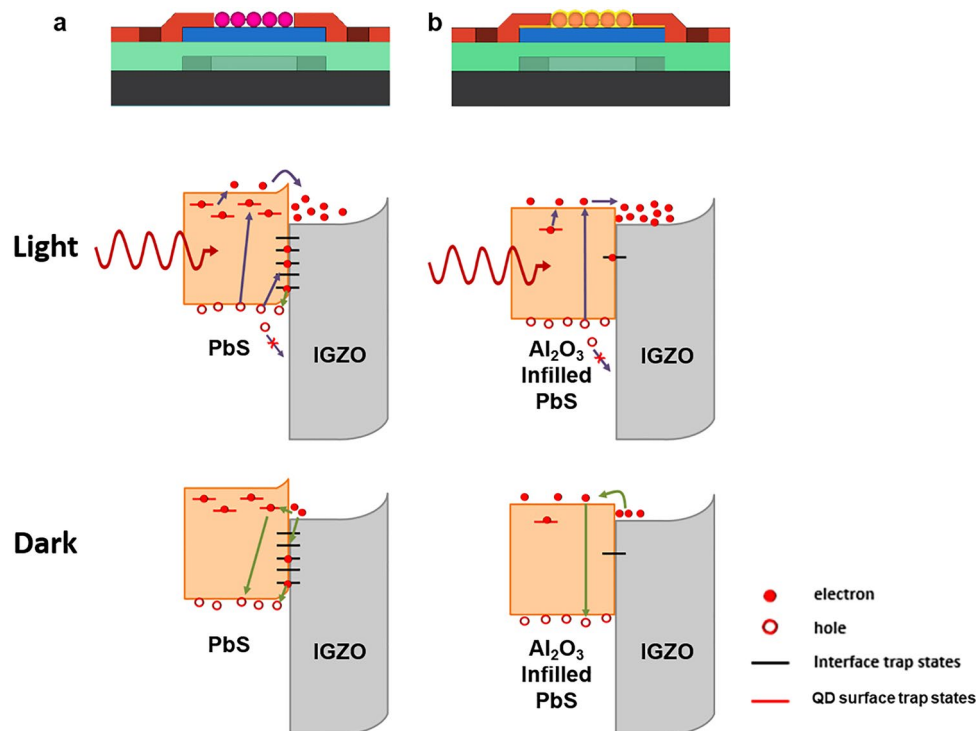 a
b
Light
PbS
IGZO
Al₂O₃
Infilled
PbS
IGZO
Dark
PbS
IGZO
Al₂O₃
Infilled
PbS
IGZO
electron
hole
Interface trap states
QD surface trap states